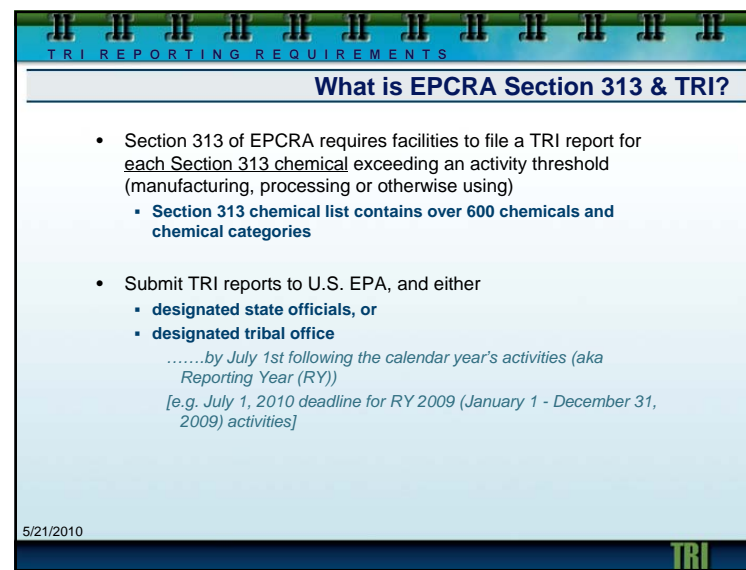 TRI REPORTING REQUIREMENTS
What is EPCRA Section 313 & TRI?
• Section 313 of EPCRA requires facilities to file a TRI report for
each Section 313 chemical exceeding an activity threshold
(manufacturing, processing or otherwise using)
▪ Section 313 chemical list contains over 600 chemicals and
chemical categories
• Submit TRI reports to U.S. EPA, and either
▪ designated state officials, or
▪ designated tribal office
…….by July 1st following the calendar year's activities (aka
Reporting Year (RY))
[e.g. July 1, 2010 deadline for RY 2009 (January 1 - December 31,
2009) activities]
5/21/2010
TRI